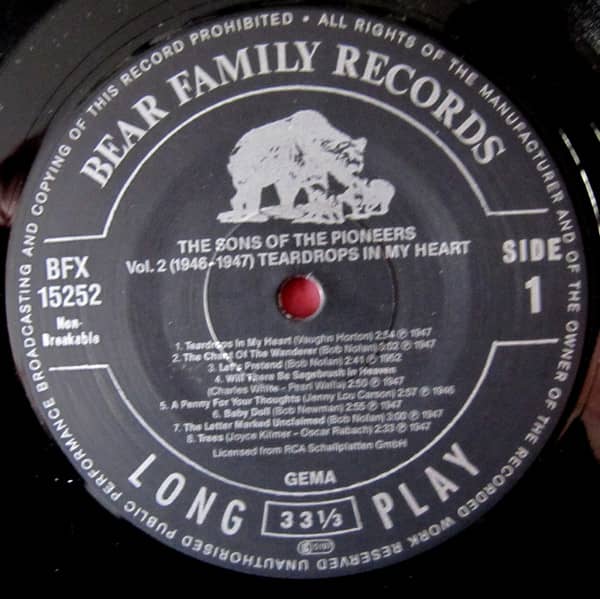 UNAUTHORISED PUBLIC PERFORMANCE BROADCASTING AND COPYING OF THIS RECORD PROHIBITED · ALL RIGHTS OF THE MANUFACTURER AND OF THE OWNER OF THE RECORDED WORK RESERVED
BEAR FAMILY RECORDS
THE SONS OF THE PIONEERS
Vol. 2 (1946-1947) TEARDROPS IN MY HEART
BFX
15252
Non-
Breakable
SIDE
1
1. Teardrops In My Heart (Vaughn Horton) 2:54 ℗ 1947
2. The Chant Of The Wanderer (Bob Nolan) 3:02 ℗ 1947
3. Let's Pretend (Bob Nolan) 2:41 ℗ 1952
4. Will There Be Sagebrush In Heaven
(Charles White - Pearl Watts) 2:50 ℗ 1947
5. A Penny For Your Thoughts (Jenny Lou Carson) 2:57 ℗ 1946
6. Baby Doll (Bob Newman) 2:55 ℗ 1947
7. The Letter Marked Unclaimed (Bob Nolan) 3:00 ℗ 1947
8. Trees (Joyce Kilmer - Oscar Rabach) 2:33 ℗ 1947
Licensed from RCA Schallplatten GmbH
GEMA
LONG PLAY
33 1/3